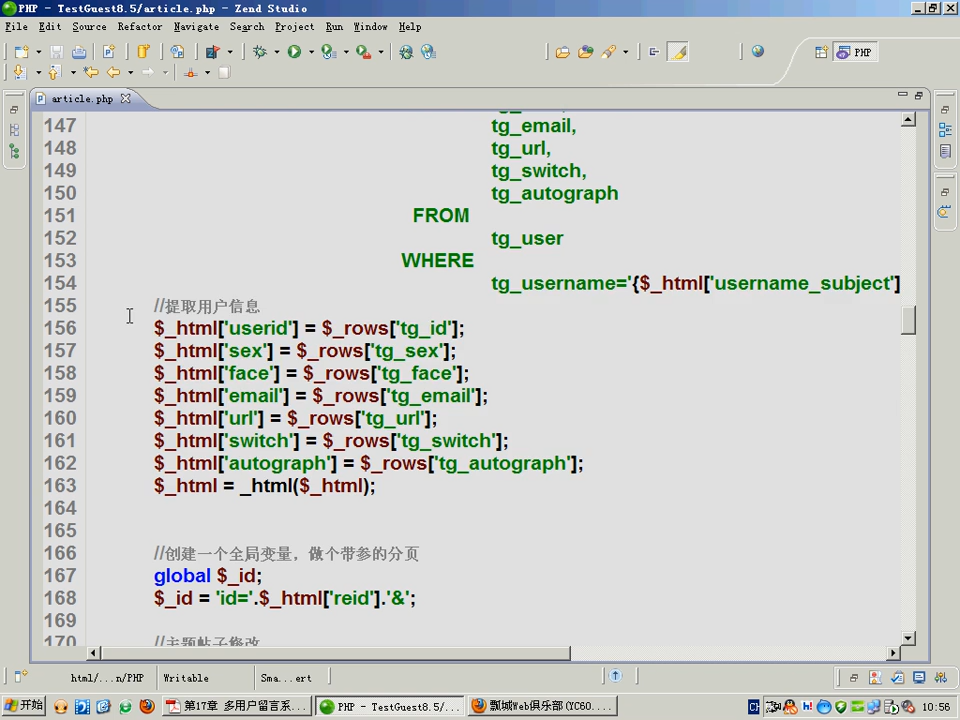 PHP - TestGuest8.5/article.php - Zend Studio
File Edit Source Refactor Navigate Search Project Run Window Help
PHP
article.php
147 tg_email,
148 tg_url,
149 tg_switch,
150 tg_autograph
151 FROM
152 tg_user
153 WHERE
154 tg_username='{$_html['username_subject']
155 //提取用户信息
156 $_html['userid'] = $_rows['tg_id'];
157 $_html['sex'] = $_rows['tg_sex'];
158 $_html['face'] = $_rows['tg_face'];
159 $_html['email'] = $_rows['tg_email'];
160 $_html['url'] = $_rows['tg_url'];
161 $_html['switch'] = $_rows['tg_switch'];
162 $_html['autograph'] = $_rows['tg_autograph'];
163 $_html = _html($_html);
164
165
166 //创建一个全局变量，做个带参的分页
167 global $_id;
168 $_id = 'id='.$_html['reid'].'&';
169
170 //主题帖子修改
html/...n/PHP Writable Sma...ert
开始 第17章 多用户留言系... PHP - TestGuest8.5/... 瓢城Web俱乐部(YC60... CH 10:56